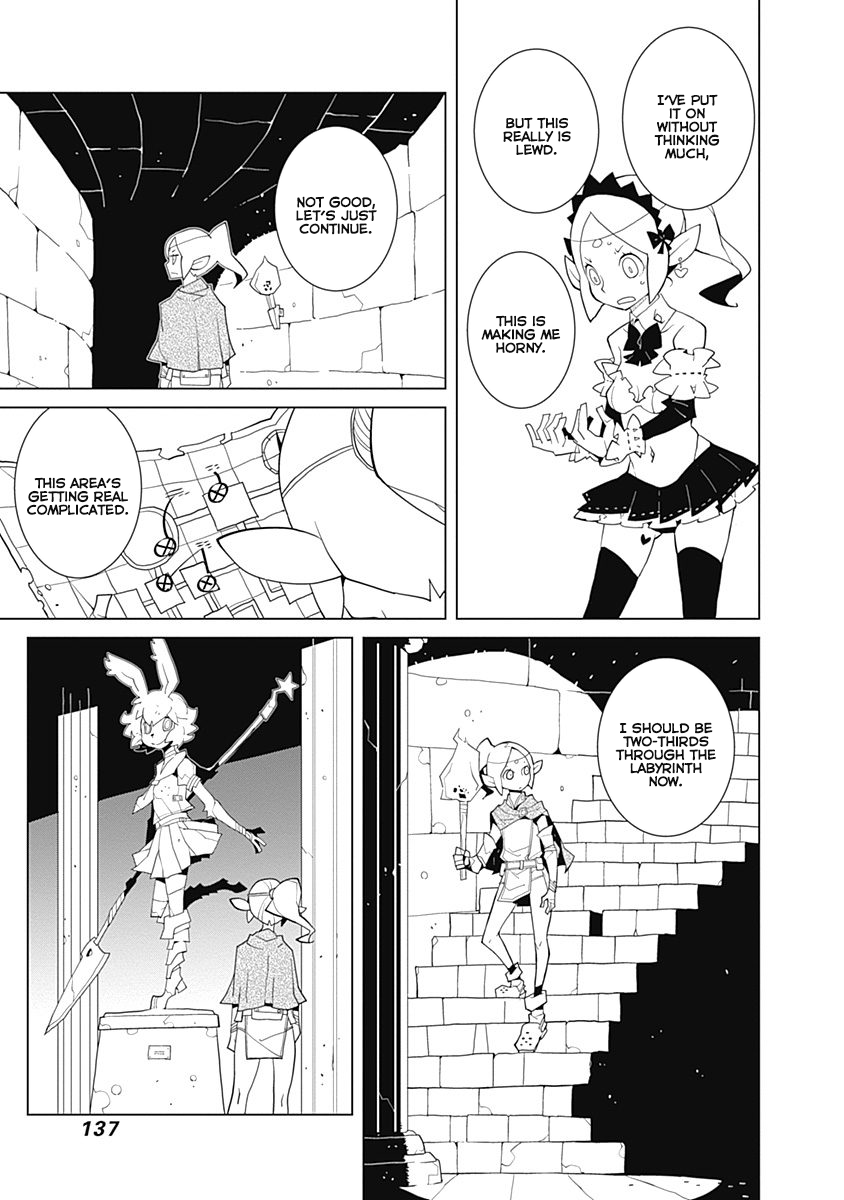 I'VE PUT
IT ON
WITHOUT
THINKING
MUCH,
BUT THIS
REALLY IS
LEWD.
THIS IS
MAKING ME
HORNY.
NOT GOOD,
LET'S JUST
CONTINUE.
THIS AREA'S
GETTING REAL
COMPLICATED.
I SHOULD BE
TWO-THIRDS
THROUGH THE
LABYRINTH
NOW.
137